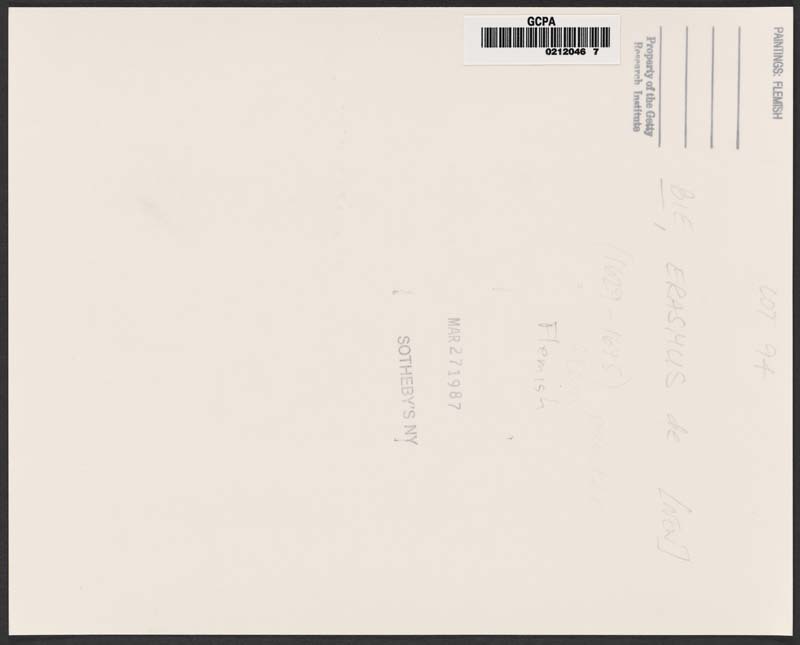 GCPA
0212046 7
PAINTINGS: FLEMISH
Property of the Getty
Research Institute
LOT 94
BIE, ERASMUS de [NEW]
(1629-1675)
Flemish
MAR 27 1987
SOTHEBY'S NY